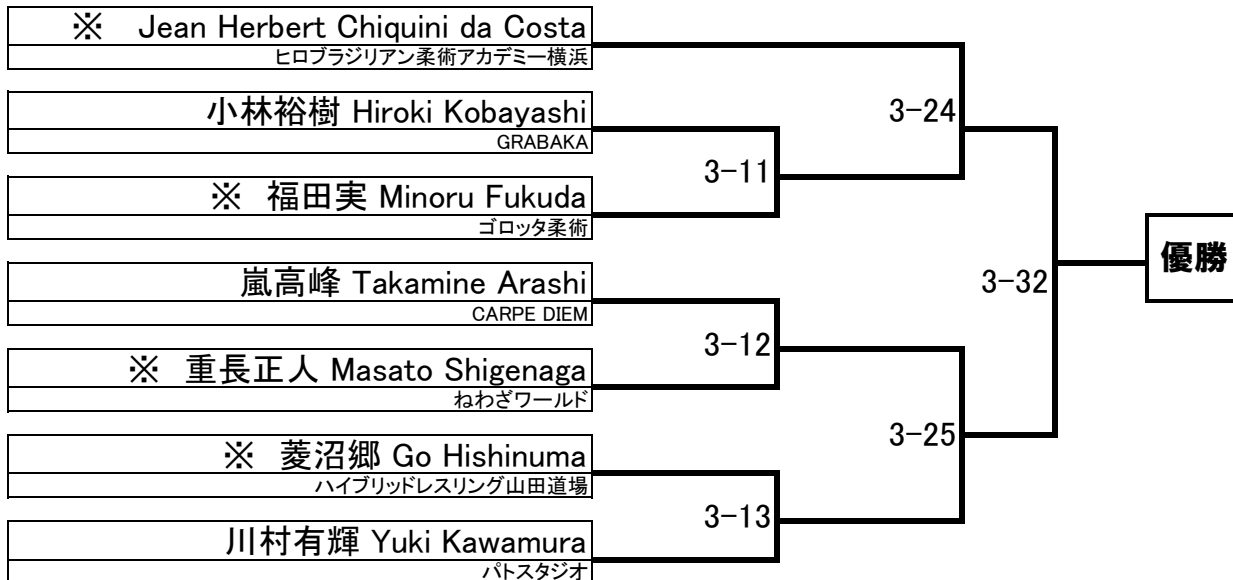 ※ Jean Herbert Chiquini da Costa
ヒロブラジリアン柔術アカデミー横浜
小林裕樹 Hiroki Kobayashi
GRABAKA
※ 福田実 Minoru Fukuda
ゴロッタ柔術
嵐高峰 Takamine Arashi
CARPE DIEM
※ 重長正人 Masato Shigenaga
ねわざワールド
※ 菱沼郷 Go Hishinuma
ハイブリッドレスリング山田道場
川村有輝 Yuki Kawamura
パトスタジオ
3-11
3-12
3-13
3-24
3-25
3-32
優勝